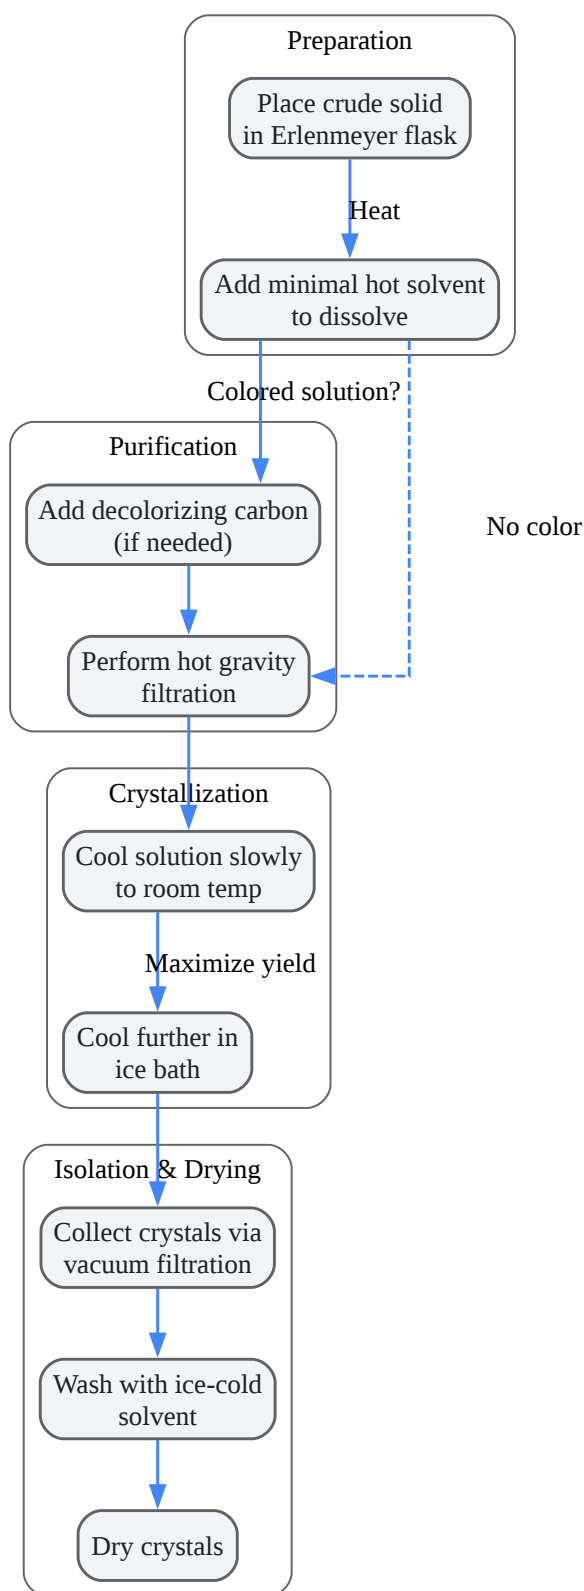 Preparation
Place crude solid
in Erlenmeyer flask
Heat
Add minimal hot solvent
to dissolve
Colored solution?
Purification
Add decolorizing carbon
(if needed)
No color
Perform hot gravity
filtration
Crystallization
Cool solution slowly
to room temp
Maximize yield
Cool further in
ice bath
Isolation & Drying
Collect crystals via
vacuum filtration
Wash with ice-cold
solvent
Dry crystals